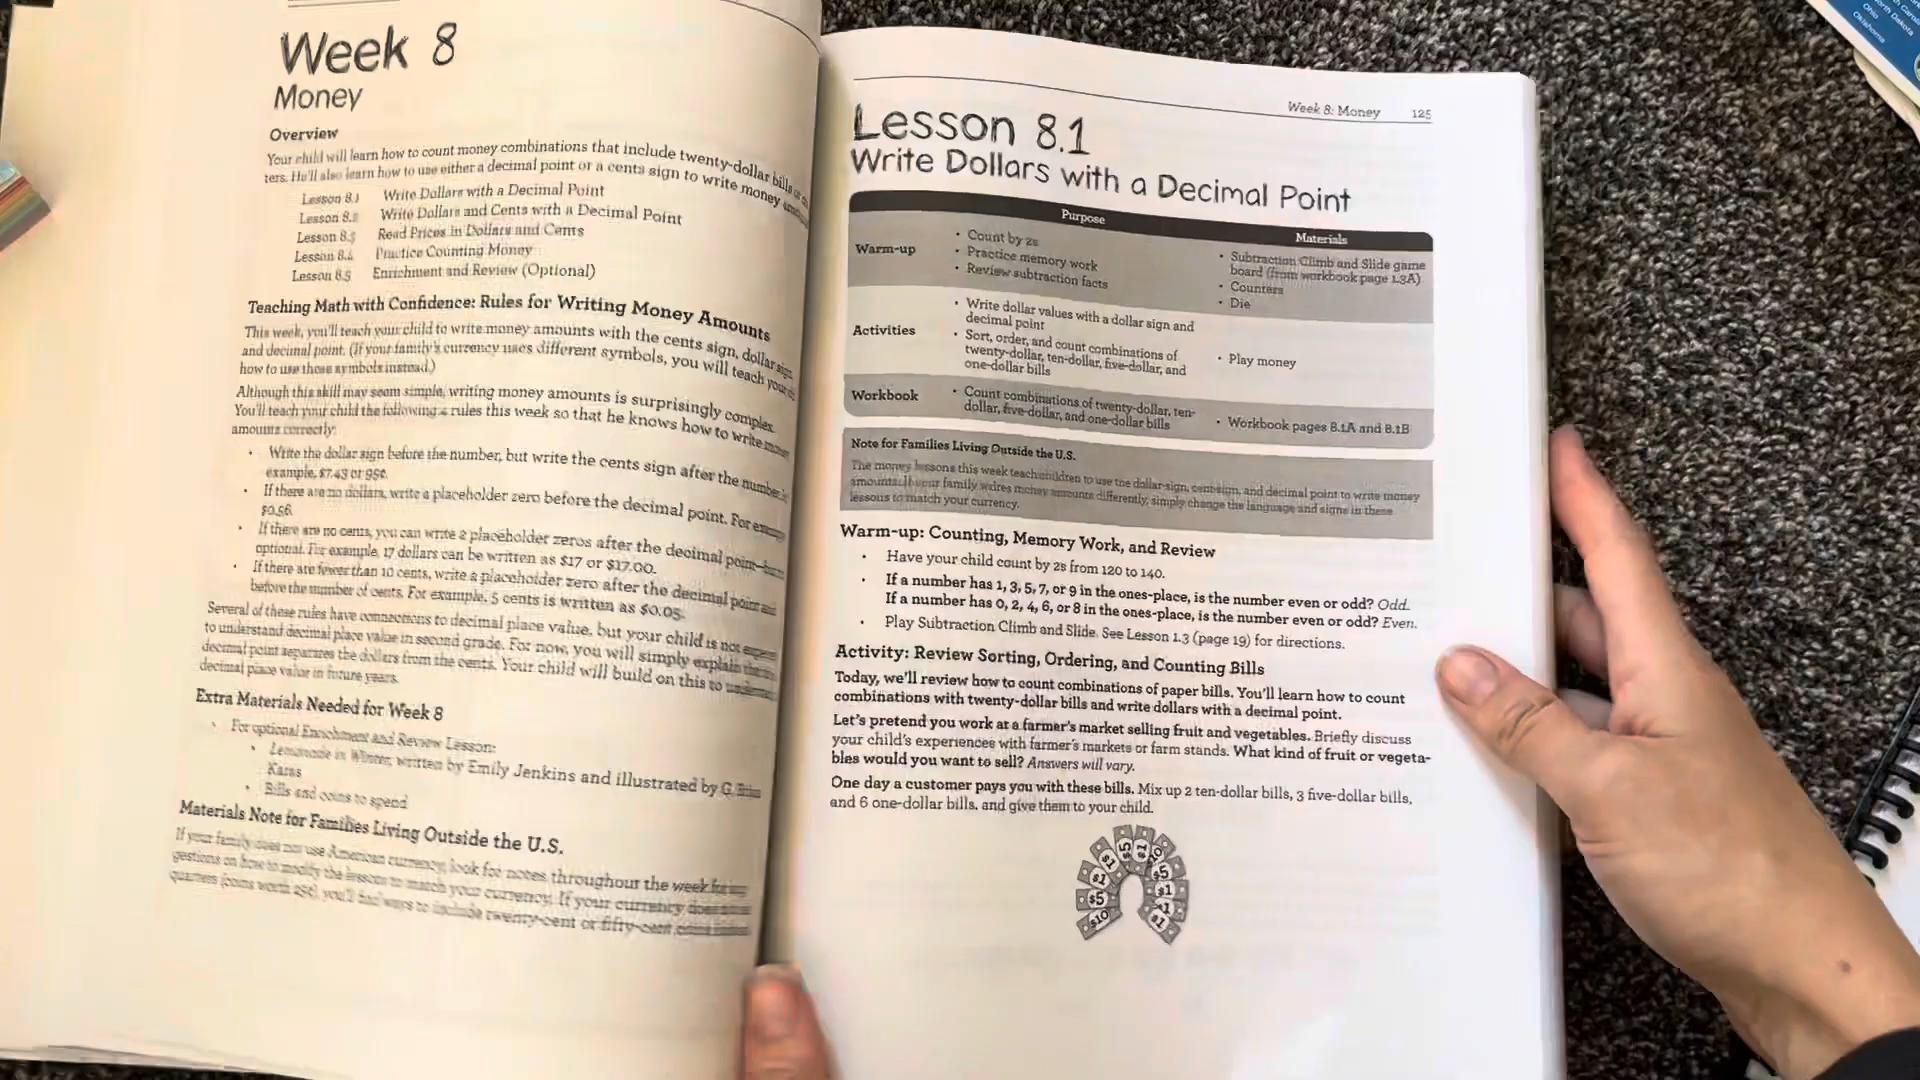 Week 8
Money
Overview
Your child will learn how to count money combinations that include twenty-dollar bills
ters. He'll also learn how to use either a decimal point or a cents sign to write money
Lesson 8.1 Write Dollars with a Decimal Point
Lesson 8.2 Write Dollars and Cents with a Decimal Point
Lesson 8.3 Read Prices in Dollars and Cents
Lesson 8.4 Practice Counting Money
Lesson 8.5 Enrichment and Review (Optional)
Teaching Math with Confidence: Rules for Writing Money Amounts
This week, you'll teach your child to write money amounts with the cents sign, dollar sign,
and decimal point. (If your family's currency uses different symbols, you will teach your
how to use those symbols instead.)
Although this skill may seem simple, writing money amounts is surprisingly complex.
You'll teach your child the following 4 rules this week so that he knows how to write money
amounts correctly:
• Write the dollar sign before the number, but write the cents sign after the number.
example, $7.43 or 95¢.
• If there are no dollars, write a placeholder zero before the decimal point. For example
$0.56.
• If there are no cents, you can write 2 placeholder zeros after the decimal point—
optional. For example, 17 dollars can be written as $17 or $17.00.
• If there are fewer than 10 cents, write a placeholder zero after the decimal point and
before the number of cents. For example, 5 cents is written as $0.05.
Several of these rules have connections to decimal place value, but your child is not
to understand decimal place value in second grade. For now, you will simply explain that
decimal point separates the dollars from the cents. Your child will build on this to
decimal place value in future years.
Extra Materials Needed for Week 8
• For optional Enrichment and Review Lesson:
• Lemonade in Winter, written by Emily Jenkins and illustrated by G. Brian
Karas
• Bills and coins to spend
Materials Note for Families Living Outside the U.S.
If your family does not use American currency, look for notes throughout the week for
gestions on how to modify the lessons to match your currency. If your currency does
quarters (coins worth 25¢), you'll find ways to include twenty-cent or fifty-cent
Week 8: Money 125
Lesson 8.1
Write Dollars with a Decimal Point
Purpose Materials
Warm-up
• Count by 2s
• Practice memory work
• Review subtraction facts
• Subtraction Climb and Slide game
board (from workbook page 1.3A)
• Counters
• Die
Activities
• Write dollar values with a dollar sign and
decimal point
• Sort, order, and count combinations of
twenty-dollar, ten-dollar, five-dollar, and
one-dollar bills
• Play money
Workbook
• Count combinations of twenty-dollar, ten-
dollar, five-dollar, and one-dollar bills
• Workbook pages 8.1A and 8.1B
Note for Families Living Outside the U.S.
The money lessons this week teach children to use the dollar sign, cent sign, and decimal point to write money
amounts. If your family writes money amounts differently, simply change the language and signs in these
lessons to match your currency.
Warm-up: Counting, Memory Work, and Review
• Have your child count by 2s from 120 to 140.
• If a number has 1, 3, 5, 7, or 9 in the ones-place, is the number even or odd? Odd.
If a number has 0, 2, 4, 6, or 8 in the ones-place, is the number even or odd? Even.
• Play Subtraction Climb and Slide. See Lesson 1.3 (page 19) for directions.
Activity: Review Sorting, Ordering, and Counting Bills
Today, we'll review how to count combinations of paper bills. You'll learn how to count
combinations with twenty-dollar bills and write dollars with a decimal point.
Let's pretend you work at a farmer's market selling fruit and vegetables. Briefly discuss
your child's experiences with farmer's markets or farm stands. What kind of fruit or vegeta-
bles would you want to sell? Answers will vary.
One day a customer pays you with these bills. Mix up 2 ten-dollar bills, 3 five-dollar bills,
and 6 one-dollar bills, and give them to your child.
$10
$5
$1
$1
$5
$1
$10
$5
$1
$1
$1
North Dakota
Ohio
Oklahoma